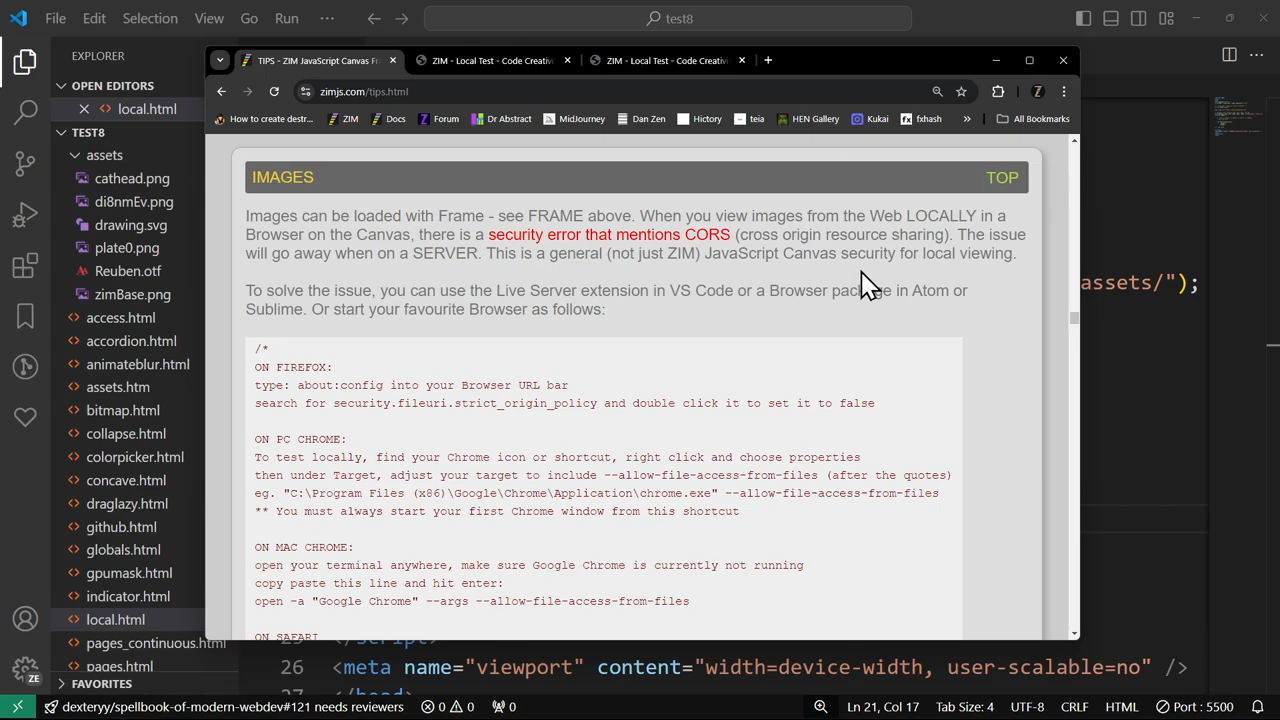 File Edit Selection View Go Run ··· test8
EXPLORER
OPEN EDITORS
local.html
TEST8
assets
cathead.png
di8nmEv.png
drawing.svg
plate0.png
Reuben.otf
zimBase.png
access.html
accordion.html
animateblur.html
assets.htm
bitmap.html
collapse.html
colorpicker.html
concave.html
draglazy.html
github.html
globals.html
gpumask.html
indicator.html
local.html
pages_continuous.html
pages.html
FAVORITES
TIPS - ZIM JavaScript Canvas Fr
ZIM - Local Test - Code Creativi
ZIM - Local Test - Code Creativi
zimjs.com/tips.html
How to create destr... ZIM Docs Forum Dr Abstract MidJourney Dan Zen Hictory teia HEN Gallery Kukai fxhash » All Bookmarks
IMAGES TOP
Images can be loaded with Frame - see FRAME above. When you view images from the Web LOCALLY in a
Browser on the Canvas, there is a security error that mentions CORS (cross origin resource sharing). The issue
will go away when on a SERVER. This is a general (not just ZIM) JavaScript Canvas security for local viewing.
To solve the issue, you can use the Live Server extension in VS Code or a Browser package in Atom or
Sublime. Or start your favourite Browser as follows:
/*
ON FIREFOX:
type: about:config into your Browser URL bar
search for security.fileuri.strict_origin_policy and double click it to set it to false
ON PC CHROME:
To test locally, find your Chrome icon or shortcut, right click and choose properties
then under Target, adjust your target to include --allow-file-access-from-files (after the quotes)
eg. "C:\Program Files (x86)\Google\Chrome\Application\chrome.exe" --allow-file-access-from-files
** You must always start your first Chrome window from this shortcut
ON MAC CHROME:
open your terminal anywhere, make sure Google Chrome is currently not running
copy paste this line and hit enter:
open -a "Google Chrome" --args --allow-file-access-from-files
ON SAFARI
assets/");
</script>
26 <meta name="viewport" content="width=device-width, user-scalable=no" />
27 </head>
ZE
dexteryy/spellbook-of-modern-webdev#121 needs reviewers 0 0 0 Ln 21, Col 17 Tab Size: 4 UTF-8 CRLF HTML Port : 5500